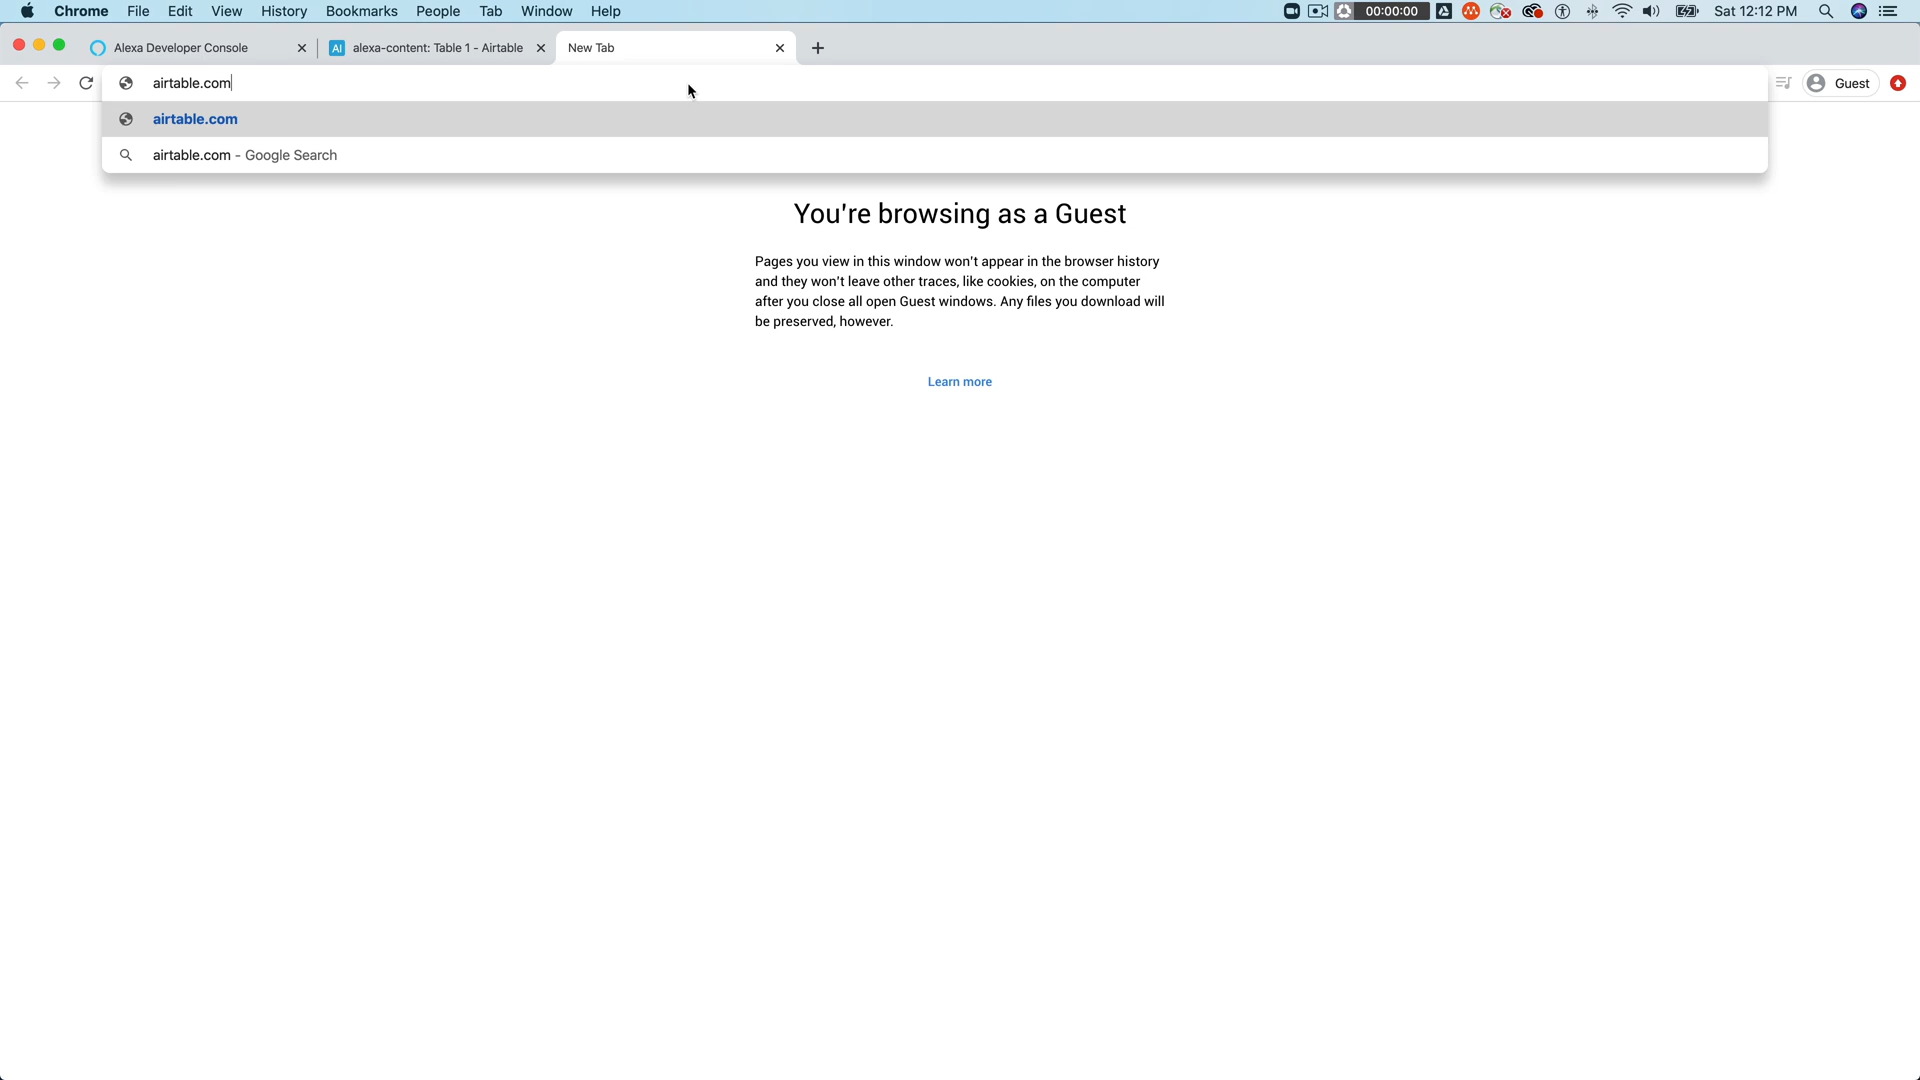 Chrome File Edit View History Bookmarks People Tab Window Help 00:00:00 Sat 12:12 PM
Alexa Developer Console AI alexa-content: Table 1 - Airtable New Tab
airtable.com Guest
airtable.com
airtable.com - Google Search
You're browsing as a Guest
Pages you view in this window won't appear in the browser history
and they won't leave other traces, like cookies, on the computer
after you close all open Guest windows. Any files you download will
be preserved, however.
Learn more